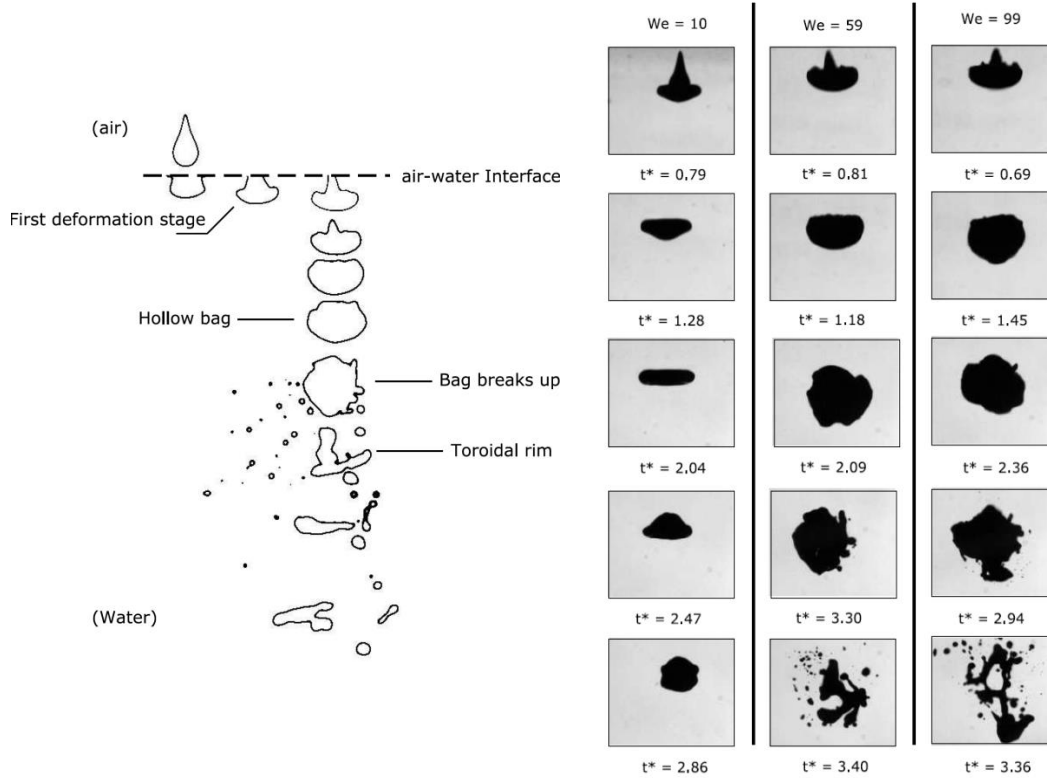 (air)
air-water Interface
First deformation stage
Hollow bag
Bag breaks up
Toroidal rim
(Water)
We = 10
We = 59
We = 99
t* = 0,79
t* = 0.81
t* = 0.69
t* = 1.28
t* = 1.18
t* = 1.45
t* = 2,04
t* = 2.09
t* = 2.36
t* = 2.47
t* = 3.30
t* = 2,94
t* = 2.86
t* = 3.40
t* = 3.36